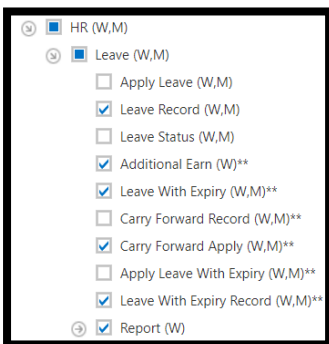 HR (W,M)
Leave (W,M)
Apply Leave (W,M)
Leave Record (W,M)
Leave Status (W,M)
Additional Earn (W)**
Leave With Expiry (W,M)**
Carry Forward Record (W,M)**
Carry Forward Apply (W,M)**
Apply Leave With Expiry (W,M)**
Leave With Expiry Record (W,M)**
Report (W)